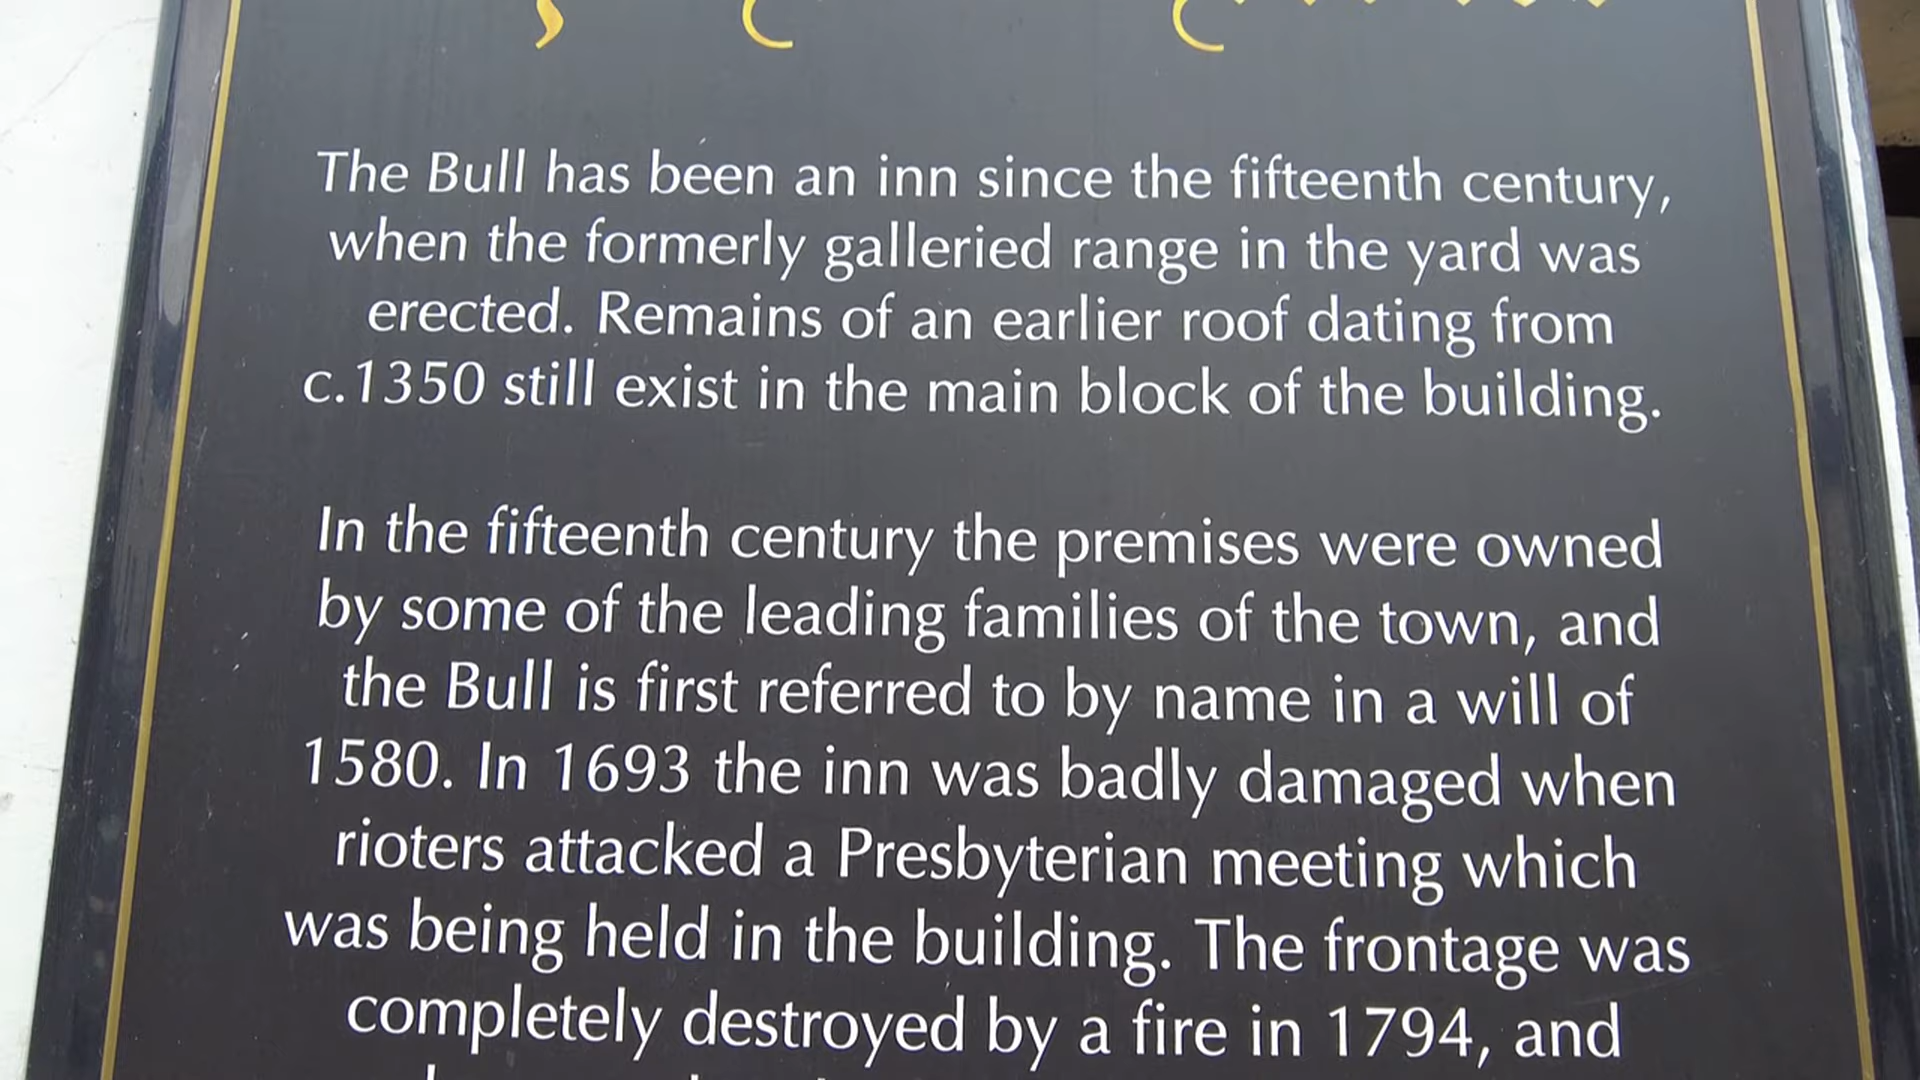 The Bull has been an inn since the fifteenth century,
when the formerly galleried range in the yard was
erected. Remains of an earlier roof dating from
c.1350 still exist in the main block of the building.
In the fifteenth century the premises were owned
by some of the leading families of the town, and
the Bull is first referred to by name in a will of
1580. In 1693 the inn was badly damaged when
rioters attacked a Presbyterian meeting which
was being held in the building. The frontage was
completely destroyed by a fire in 1794, and